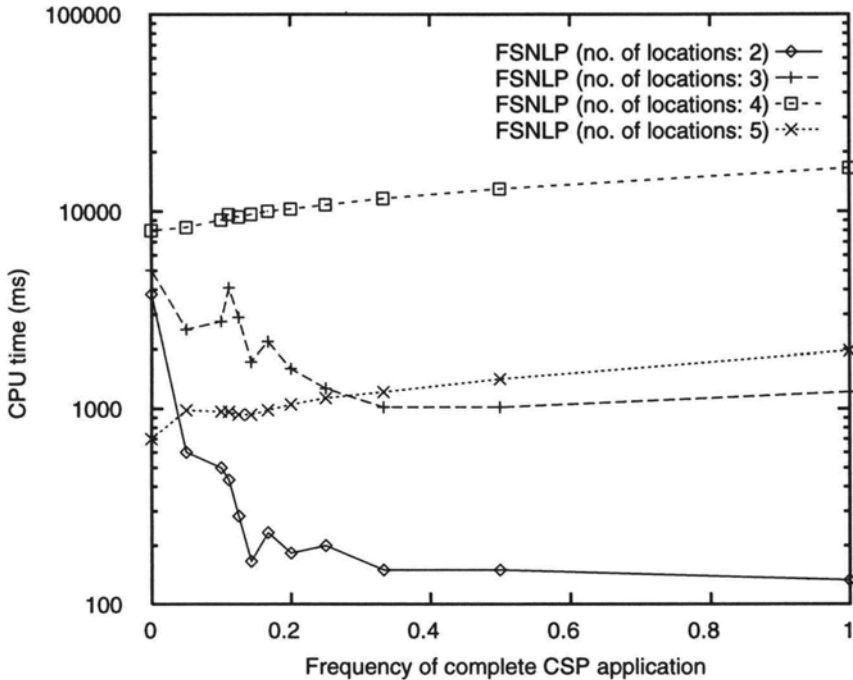 100000
10000
1000
100
CPU time (ms)
FSNLP (no. of locations: 2)
FSNLP (no. of locations: 3)
FSNLP (no. of locations: 4)
FSNLP (no. of locations: 5)
0
0.2
0.4
0.6
0.8
1
Frequency of complete CSP application